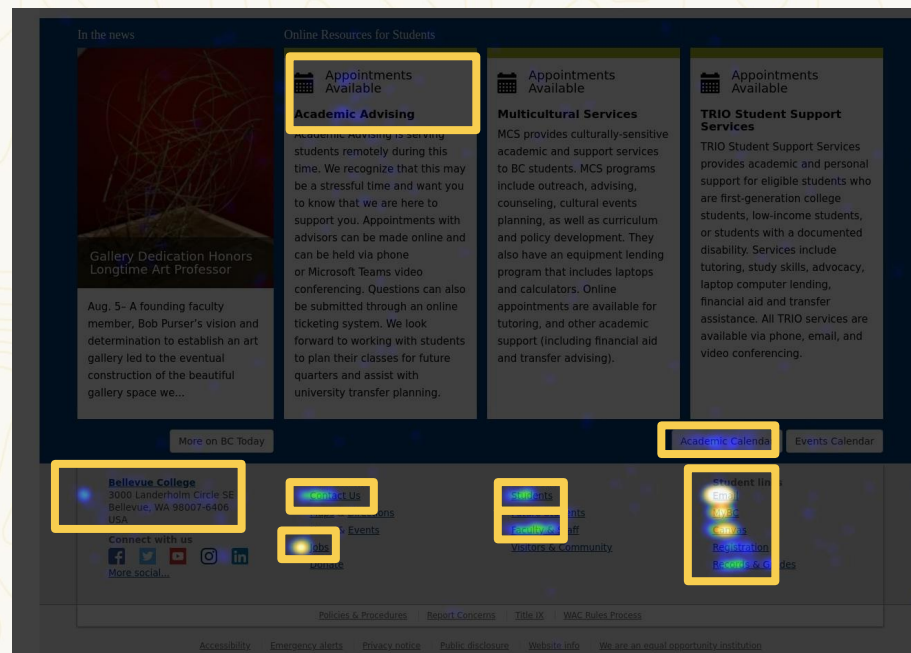 In the news
Online Resources for Students
Gallery Dedication Honors
Longtime Art Professor
Aug. 5– A founding faculty
member, Bob Purser's vision and
determination to establish an art
gallery led to the eventual
construction of the beautiful
gallery space we...
More on BC Today
Appointments
Available
Academic Advising
Academic Advising is serving
students remotely during this
time. We recognize that this may
be a stressful time and want you
to know that we are here to
support you. Appointments with
advisors can be made online and
can be held via phone
or Microsoft Teams video
conferencing. Questions can also
be submitted through an online
ticketing system. We look
forward to working with students
to plan their classes for future
quarters and assist with
university transfer planning.
Appointments
Available
Multicultural Services
MCS provides culturally-sensitive
academic and support services
to BC students. MCS programs
include outreach, advising,
counseling, cultural events
planning, as well as curriculum
and policy development. They
also have an equipment lending
program that includes laptops
and calculators. Online
appointments are available for
tutoring, and other academic
support (including financial aid
and transfer advising).
Appointments
Available
TRIO Student Support
Services
TRIO Student Support Services
provides academic and personal
support for eligible students who
are first-generation college
students, low-income students,
or students with a documented
disability. Services include
tutoring, study skills, advocacy,
laptop computer lending,
financial aid and transfer
assistance. All TRIO services are
available via phone, email, and
video conferencing.
Academic Calendar
Events Calendar
Bellevue College
3000 Landerholm Circle SE
Bellevue, WA 98007-6406
USA
Connect with us
More social...
Contact Us
& Events
Jobs
Donate
Students
Faculty & Staff
Visitors & Community
Student links
Email
MyBC
Canvas
Registration
Records & Grades
Policies & Procedures
Report Concerns
Title IX
WAC Rules Process
Accessibility
Emergency alerts
Privacy notice
Public disclosure
Website info
We are an equal opportunity institution